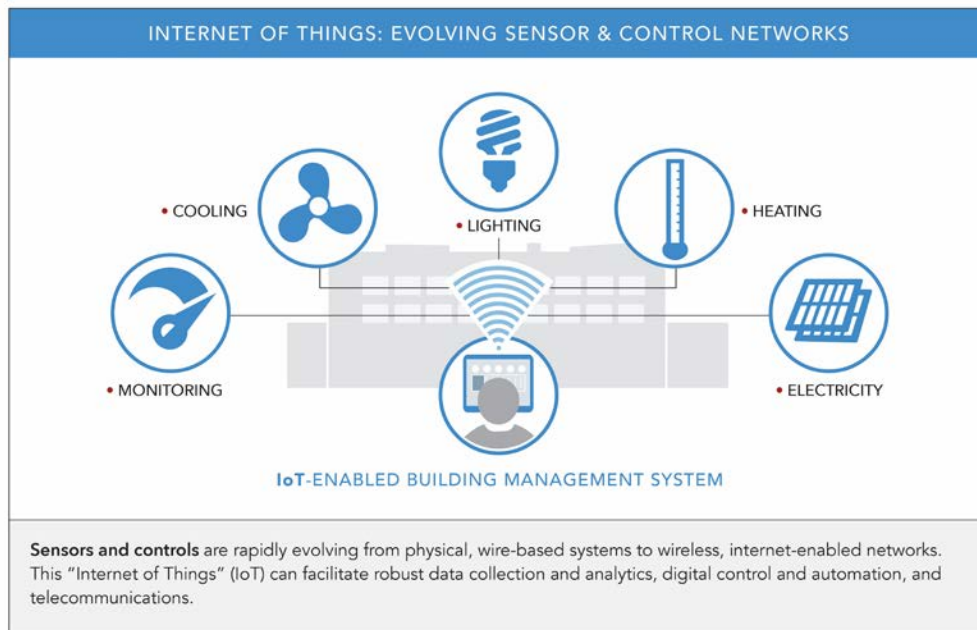 INTERNET OF THINGS: EVOLVING SENSOR & CONTROL NETWORKS
• COOLING
• LIGHTING
• HEATING
• MONITORING
• ELECTRICITY
IoT-ENABLED BUILDING MANAGEMENT SYSTEM
Sensors and controls are rapidly evolving from physical, wire-based systems to wireless, internet-enabled networks.
This “Internet of Things” (IoT) can facilitate robust data collection and analytics, digital control and automation, and
telecommunications.